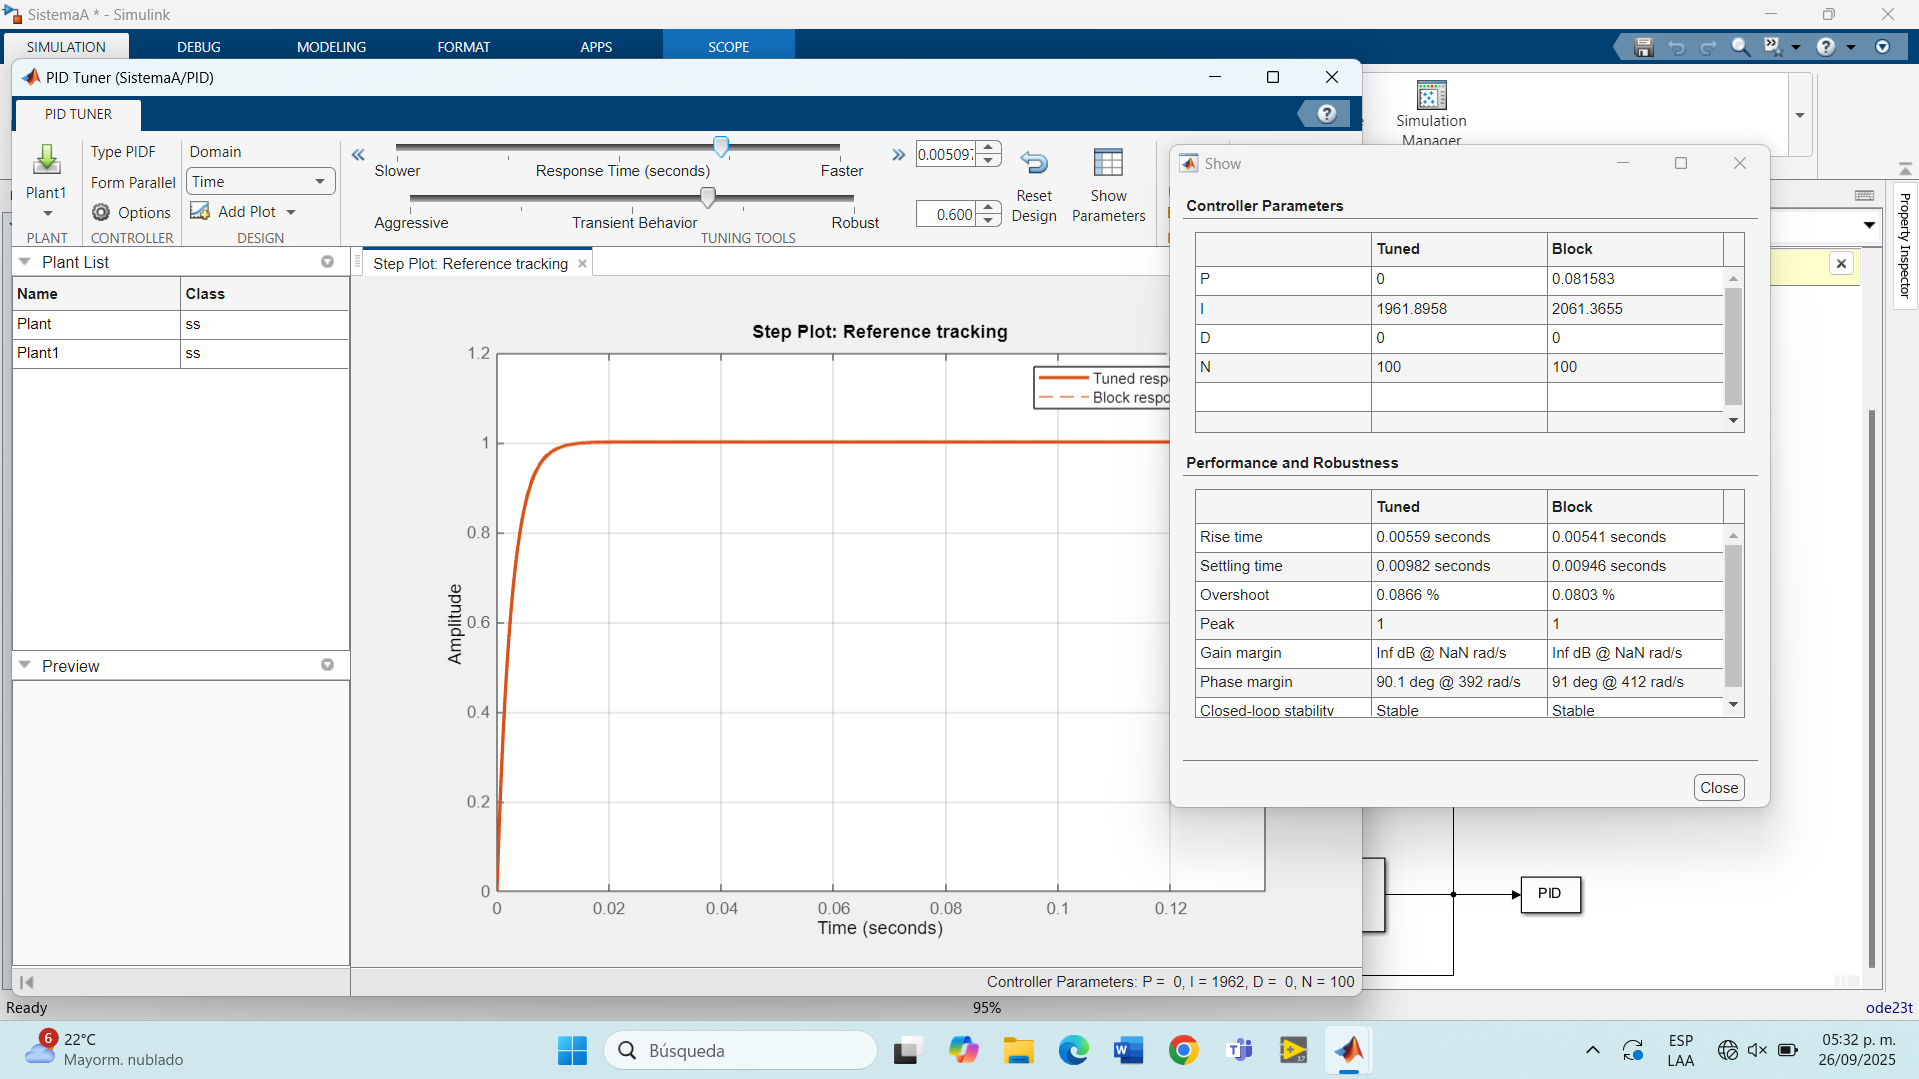 SistemaA * - Simulink
SIMULATION DEBUG MODELING FORMAT APPS SCOPE
PID Tuner (SistemaA/PID)
PID TUNER
Simulation
Manager
Plant1
PLANT
Type PIDF
Form Parallel
Options
CONTROLLER
Domain
Time
Add Plot
DESIGN
Slower Response Time (seconds) Faster
Aggressive Transient Behavior Robust
TUNING TOOLS
0.005097
0.600
Reset
Design
Show
Parameters
Plant List
Name Class
Plant ss
Plant1 ss
Preview
Step Plot: Reference tracking
Step Plot: Reference tracking
Tuned resp
Block respo
1.2
1
0.8
0.6
0.4
0.2
0
Amplitude
0 0.02 0.04 0.06 0.08 0.1 0.12
Time (seconds)
Controller Parameters: P = 0, I = 1962, D = 0, N = 100
Show
Controller Parameters
Tuned Block
P 0 0.081583
I 1961.8958 2061.3655
D 0 0
N 100 100
Performance and Robustness
Tuned Block
Rise time 0.00559 seconds 0.00541 seconds
Settling time 0.00982 seconds 0.00946 seconds
Overshoot 0.0866 % 0.0803 %
Peak 1 1
Gain margin Inf dB @ NaN rad/s Inf dB @ NaN rad/s
Phase margin 90.1 deg @ 392 rad/s 91 deg @ 412 rad/s
Closed-loop stability Stable Stable
Close
Property Inspector
PID
Ready 95% ode23t
6
22°C
Mayorm. nublado
Búsqueda
17
ESP
LAA
05:32 p. m.
26/09/2025